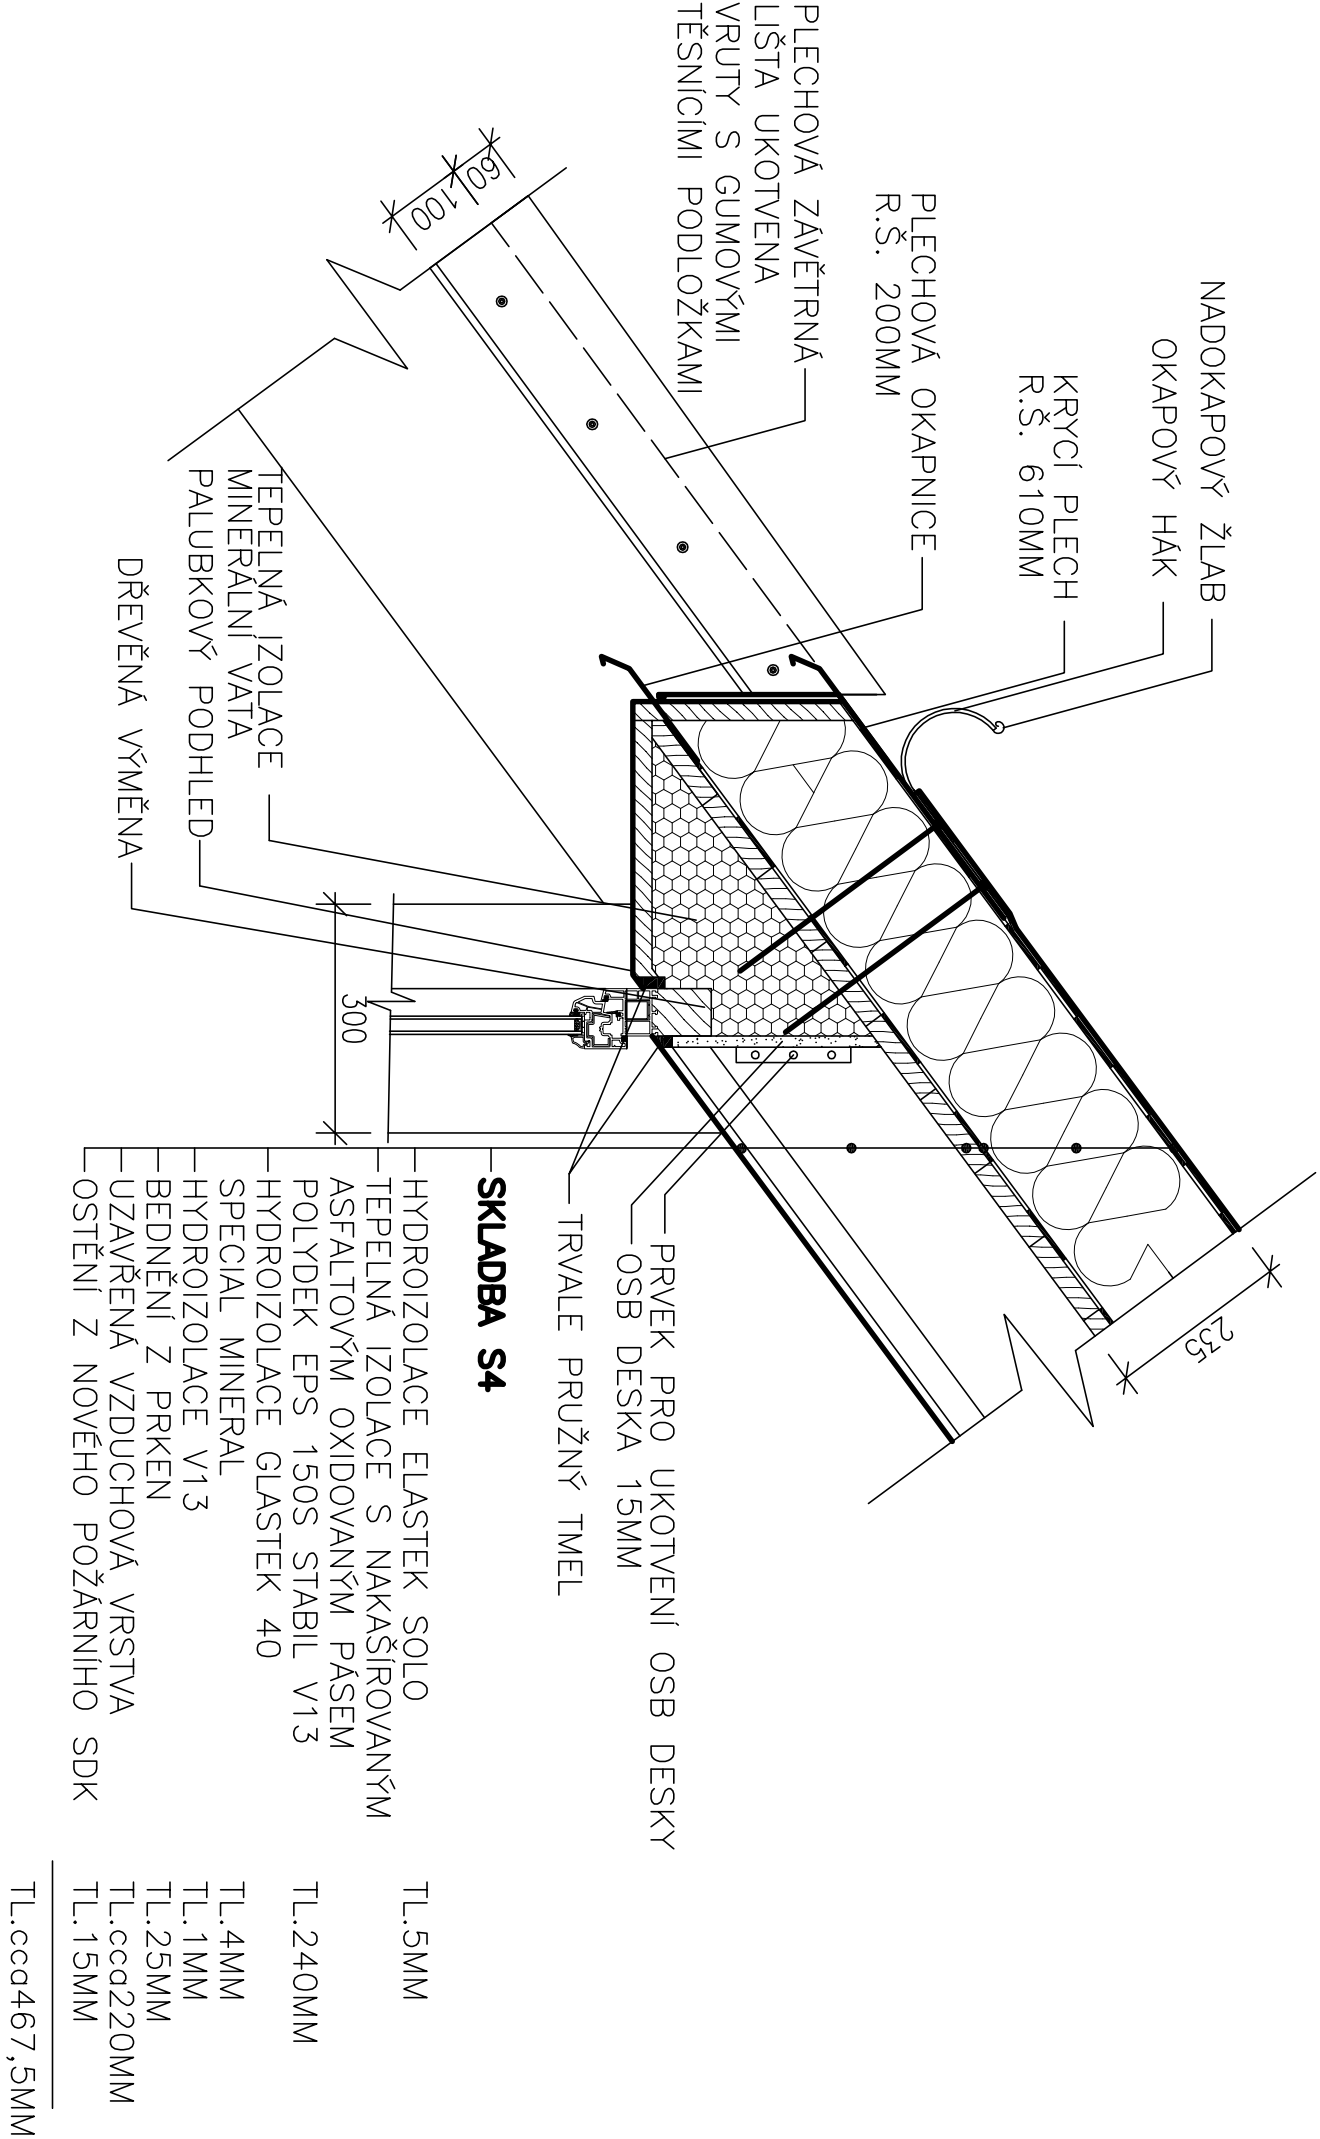 NADOKAPOVÝ ŽLAB
OKAPOVÝ HÁK
KRYCÍ PLECH
R.Š. 610MM
PLECHOVÁ OKAPNICE
R.Š. 200MM
PLECHOVÁ ZÁVĚTRNÁ
LIŠTA UKOTVENA
VRUTY S GUMOVÝMI
TĚSNÍCÍMI PODLOŽKAMI
60
100
235
TEPELNÁ IZOLACE
MINERÁLNÍ VATA
PALUBKOVÝ PODHLED
DŘEVĚNÁ VÝMĚNA
300
PRVEK PRO UKOTVENÍ OSB DESKY
OSB DESKA 15MM
TRVALE PRUŽNÝ TMEL
SKLADBA S4
HYDROIZOLACE ELASTEK SOLO TL.5MM
TEPELNÁ IZOLACE S NAKAŠÍROVANÝM
ASFALTOVÝM OXIDOVANÝM PÁSEM
POLYDEK EPS 150S STABIL V13 TL.240MM
HYDROIZOLACE GLASTEK 40
SPECIAL MINERAL TL.4MM
HYDROIZOLACE V13 TL.1MM
BEDNĚNÍ Z PRKEN TL.25MM
UZAVŘENÁ VZDUCHOVÁ VRSTVA TL.cca220MM
OSTĚNÍ Z NOVÉHO POŽÁRNÍHO SDK TL.15MM
TL.cca467,5MM